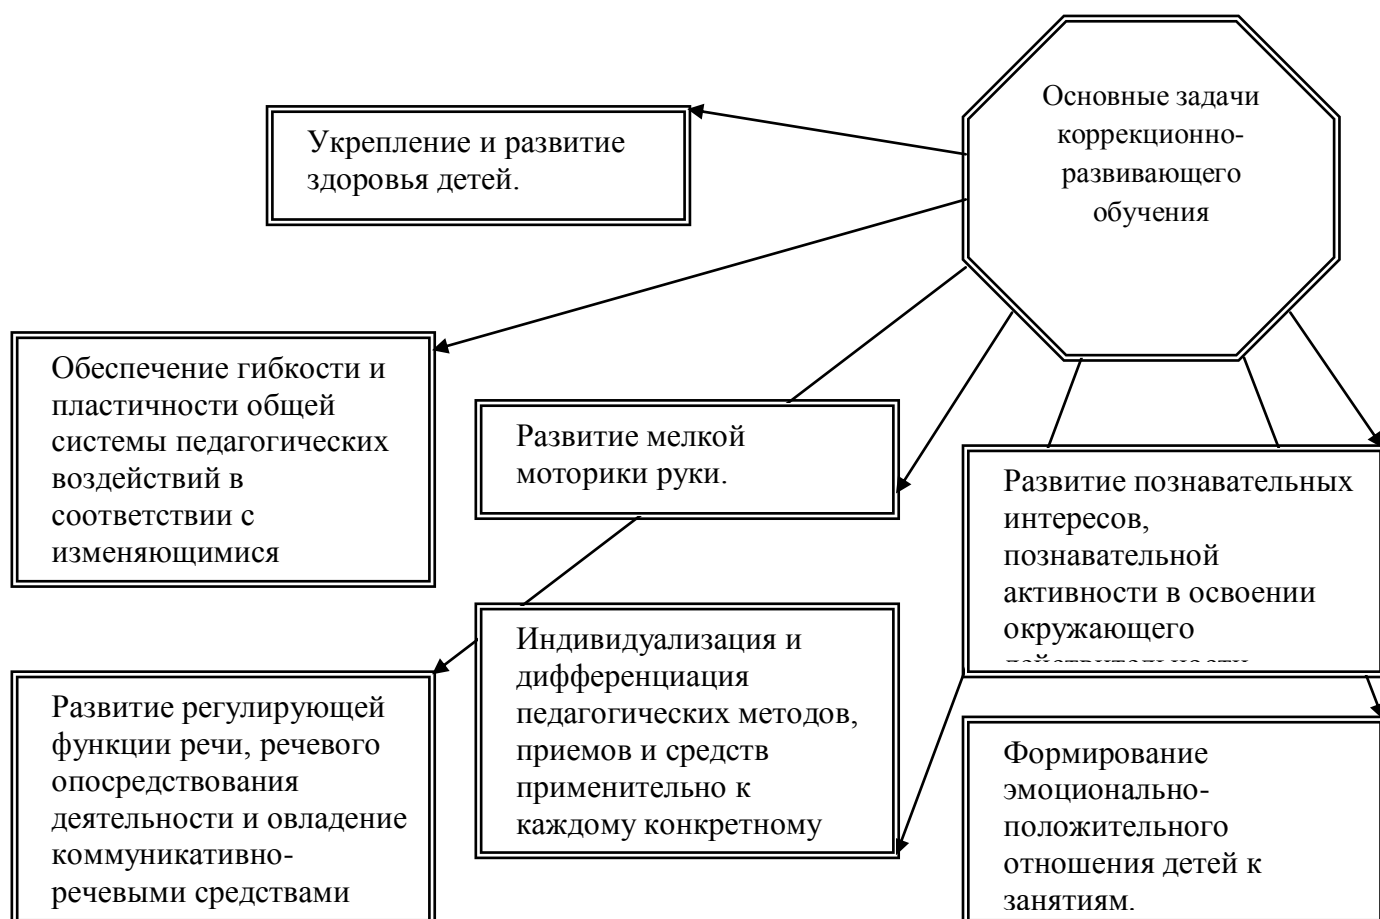 Основные задачи
коррекционно-
развивающего
обучения
Укрепление и развитие
здоровья детей.
Обеспечение гибкости и
пластичности общей
системы педагогических
воздействий в
соответствии с
изменяющимися
Развитие мелкой
моторики руки.
Развитие познавательных
интересов,
познавательной
активности в освоении
окружающего
Развитие регулирующей
функции речи, речевого
опосредствования
деятельности и овладение
коммуникативно-
речевыми средствами
Индивидуализация и
дифференциация
педагогических методов,
приемов и средств
применительно к
каждому конкретному
Формирование
эмоционально-
положительного
отношения детей к
занятиям.